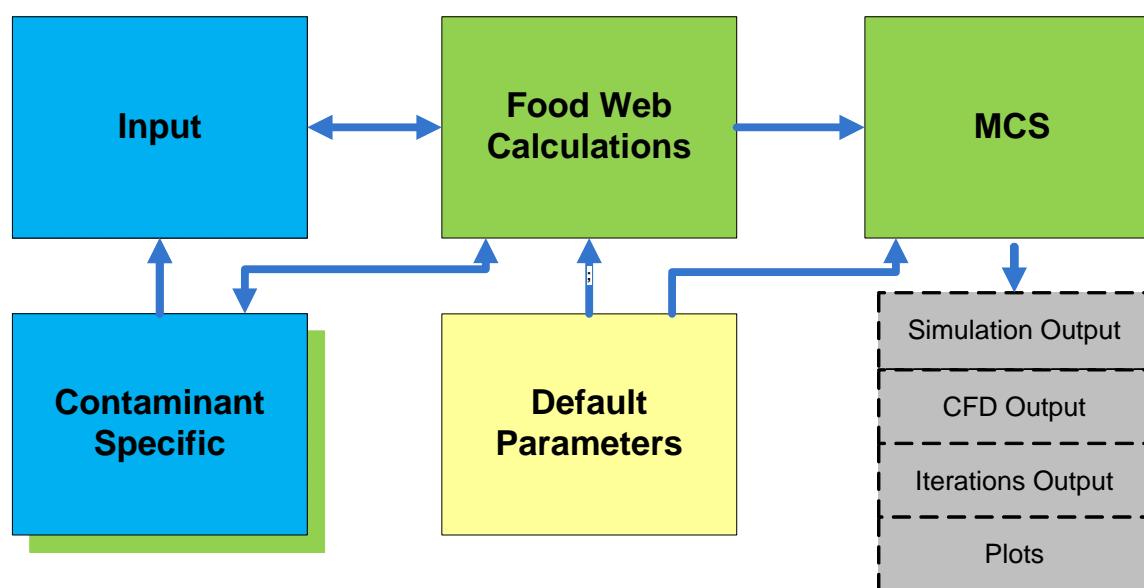 Input
Food Web
Calculations
MCS
Contaminant
Specific
Default
Parameters
;
Simulation Output
CFD Output
Iterations Output
Plots